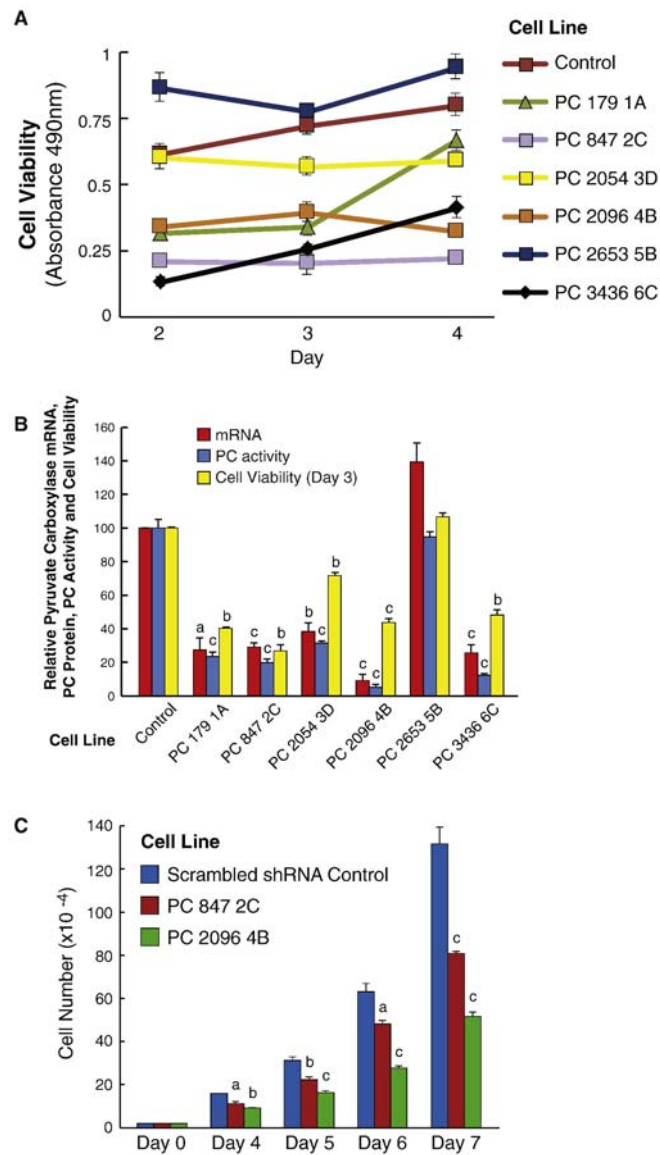 A
Cell Line
Control
PC 179 1A
PC 847 2C
PC 2054 3D
PC 2096 4B
PC 2653 5B
PC 3436 6C
Cell Viability
(Absorbance 490nm)
1
0.75
0.5
0.25
0
2 3 4
Day
B
Relative Pyruvate Carboxylase mRNA,
PC Protein, PC Activity and Cell Viability
160
140
120
100
80
60
40
20
0
mRNA
PC activity
Cell Viability (Day 3)
a c b
c c b
b c b
c c c
c c b
Control PC 179 1A PC 847 2C PC 2054 3D PC 2096 4B PC 2653 5B PC 3436 6C
Cell Line
C
Cell Number (x10 -4)
140
120
100
80
60
40
20
0
Cell Line
Scrambled shRNA Control
PC 847 2C
PC 2096 4B
a b
b c
a c
c c
Day 0 Day 4 Day 5 Day 6 Day 7